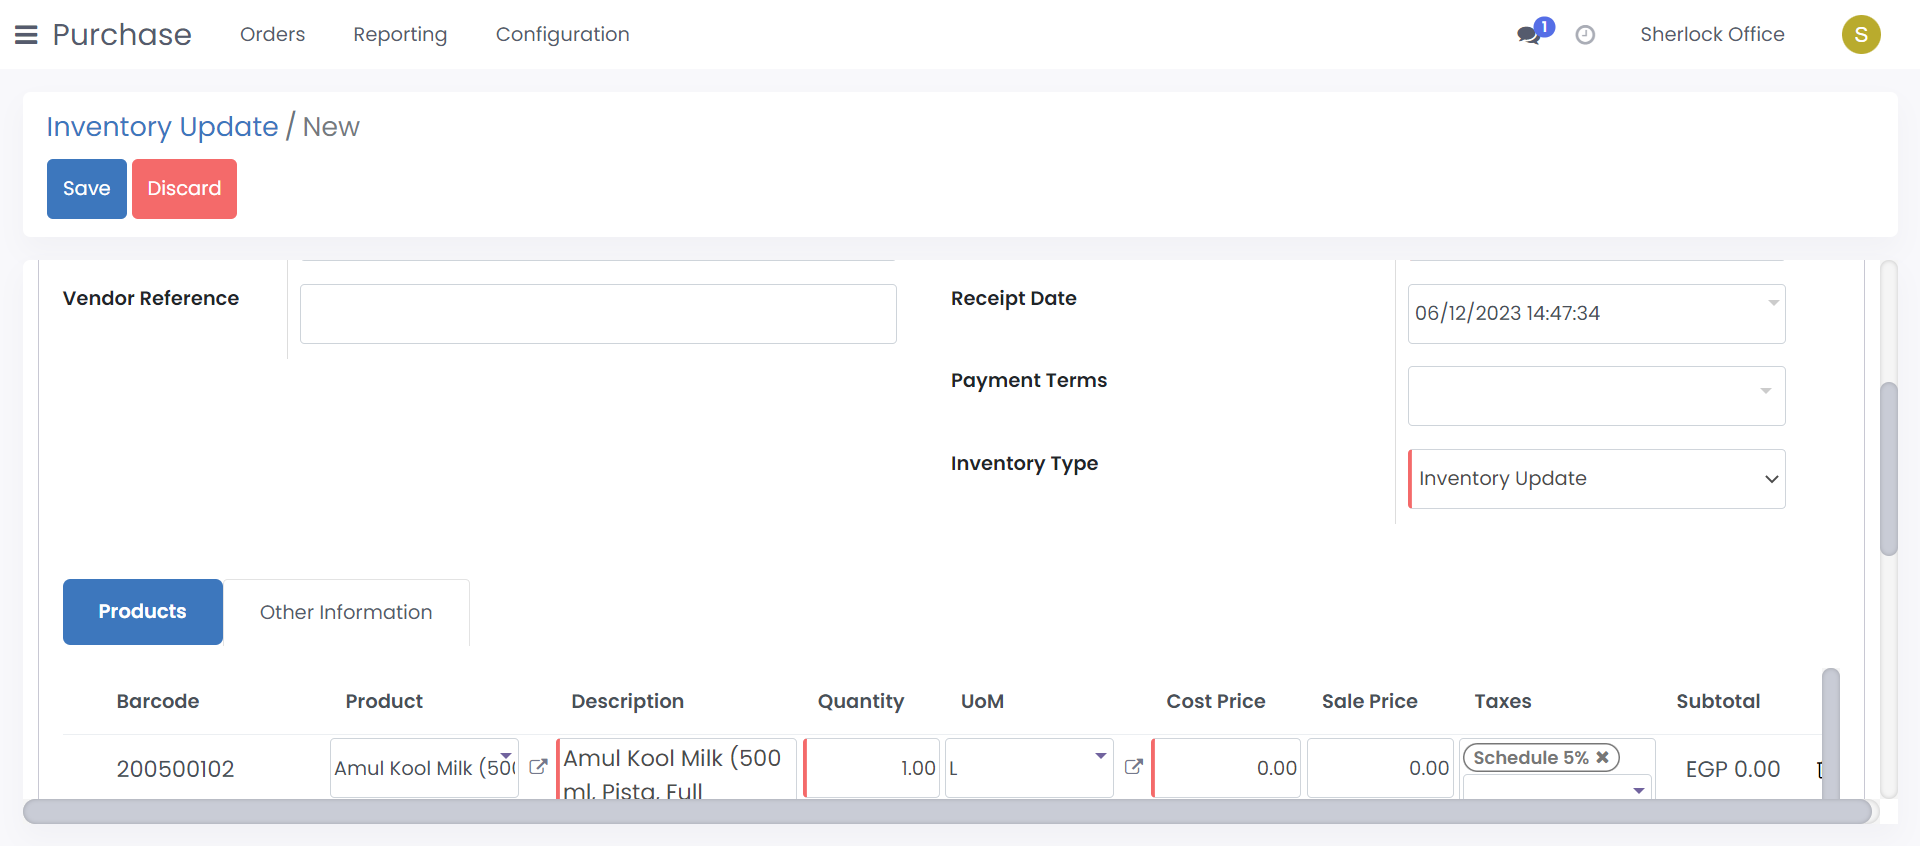 Purchase Orders Reporting Configuration 1 Sherlock Office S
Inventory Update / New
Save Discard
Vendor Reference Receipt Date 06/12/2023 14:47:34
Payment Terms
Inventory Type Inventory Update
Products Other Information
Barcode Product Description Quantity UoM Cost Price Sale Price Taxes Subtotal
200500102 Amul Kool Milk (500 Amul Kool Milk (500 1.00 L 0.00 0.00 Schedule 5% EGP 0.00
ml, Pista, Full